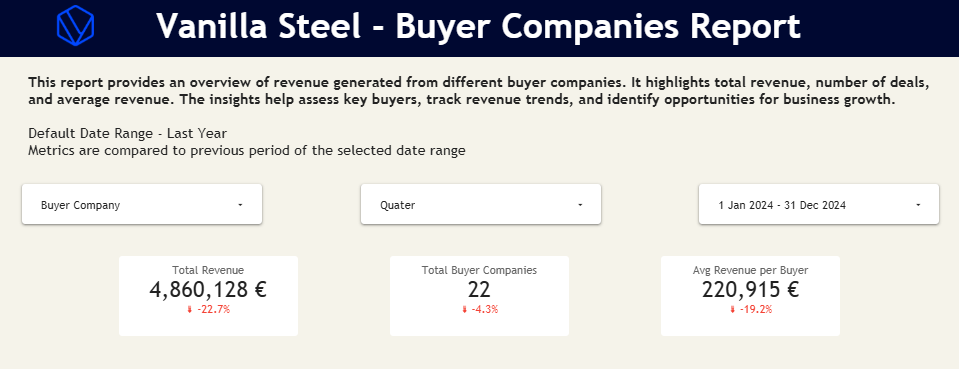 Vanilla Steel - Buyer Companies Report
This report provides an overview of revenue generated from different buyer companies. It highlights total revenue, number of deals,
and average revenue. The insights help assess key buyers, track revenue trends, and identify opportunities for business growth.
Default Date Range - Last Year
Metrics are compared to previous period of the selected date range
Buyer Company
Quater
1 Jan 2024 - 31 Dec 2024
Total Revenue
4,860,128 €
-22.7%
Total Buyer Companies
22
-4.3%
Avg Revenue per Buyer
220,915 €
-19.2%